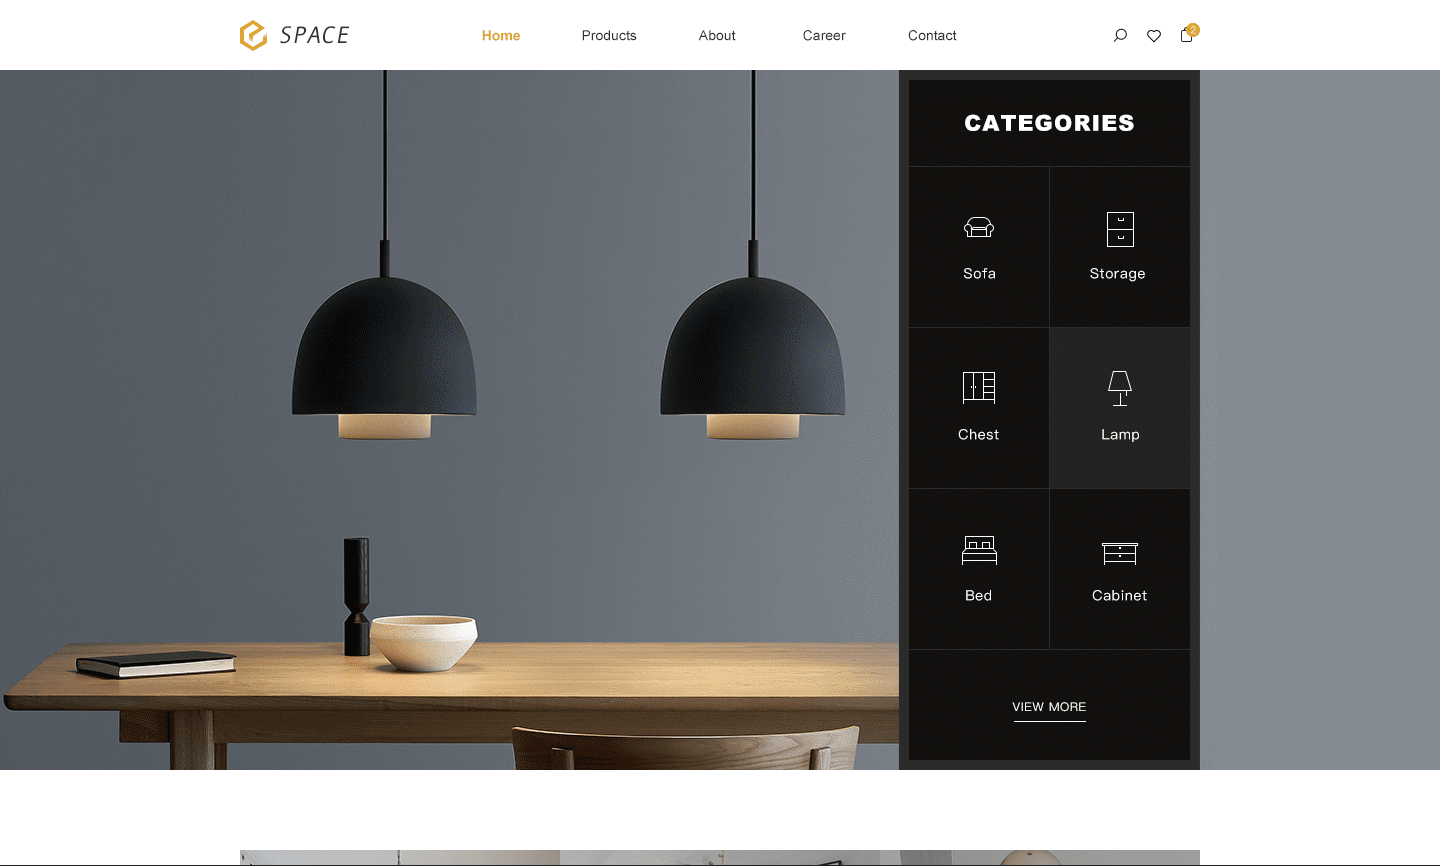 SPACE
Home Products About Career Contact
2
CATEGORIES
Sofa Storage
Chest Lamp
Bed Cabinet
VIEW MORE